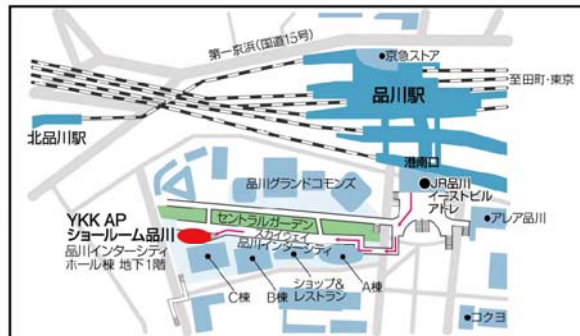 第一京浜(国道15号)
京急ストア
至田町・東京
品川駅
北品川駅
港南口
JR品川
イーストビル
アトレ
品川グランドコモンズ
アレア品川
セントラルガーデン
スカイウェイ
YKK AP
ショールーム品川
品川インターシティ
ホール棟 地下1階
品川インターシティ
ショップ&
レストラン
C棟
B棟
A棟
コクヨ